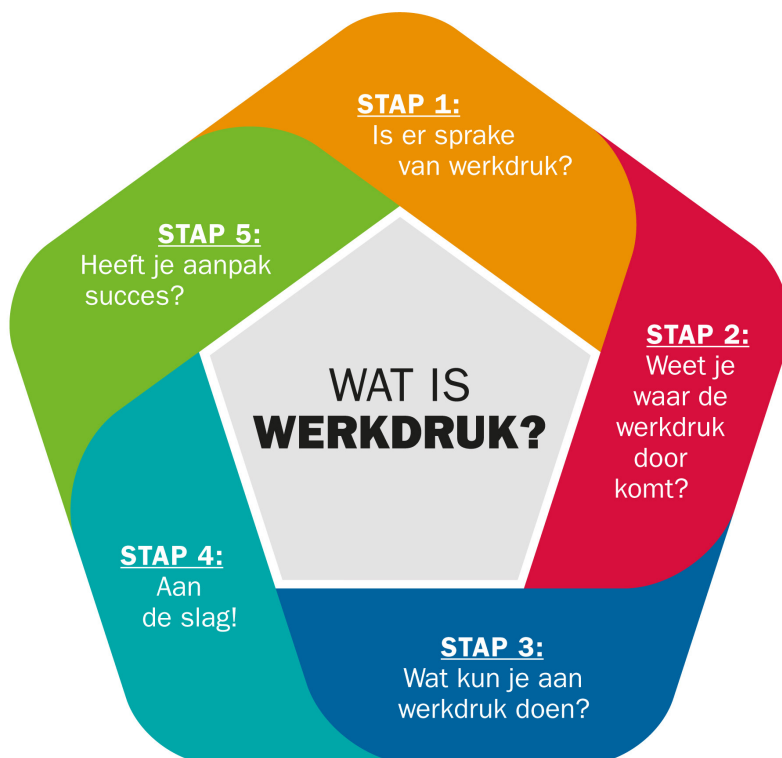 STAP 1:
Is er sprake
van werkdruk?
STAP 2:
Weet je
waar de
werkdruk
door
komt?
STAP 3:
Wat kun je aan
werkdruk doen?
STAP 4:
Aan
de slag!
STAP 5:
Heeft je aanpak
succes?
WAT IS
WERKDRUK?